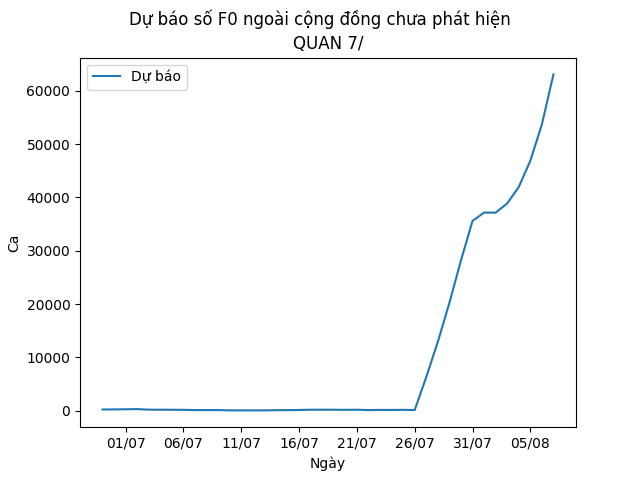 Dự báo số F0 ngoài cộng đồng chưa phát hiện
QUAN 7/
Dự báo
Ca
60000
50000
40000
30000
20000
10000
0
01/07 06/07 11/07 16/07 21/07 26/07 31/07 05/08
Ngày